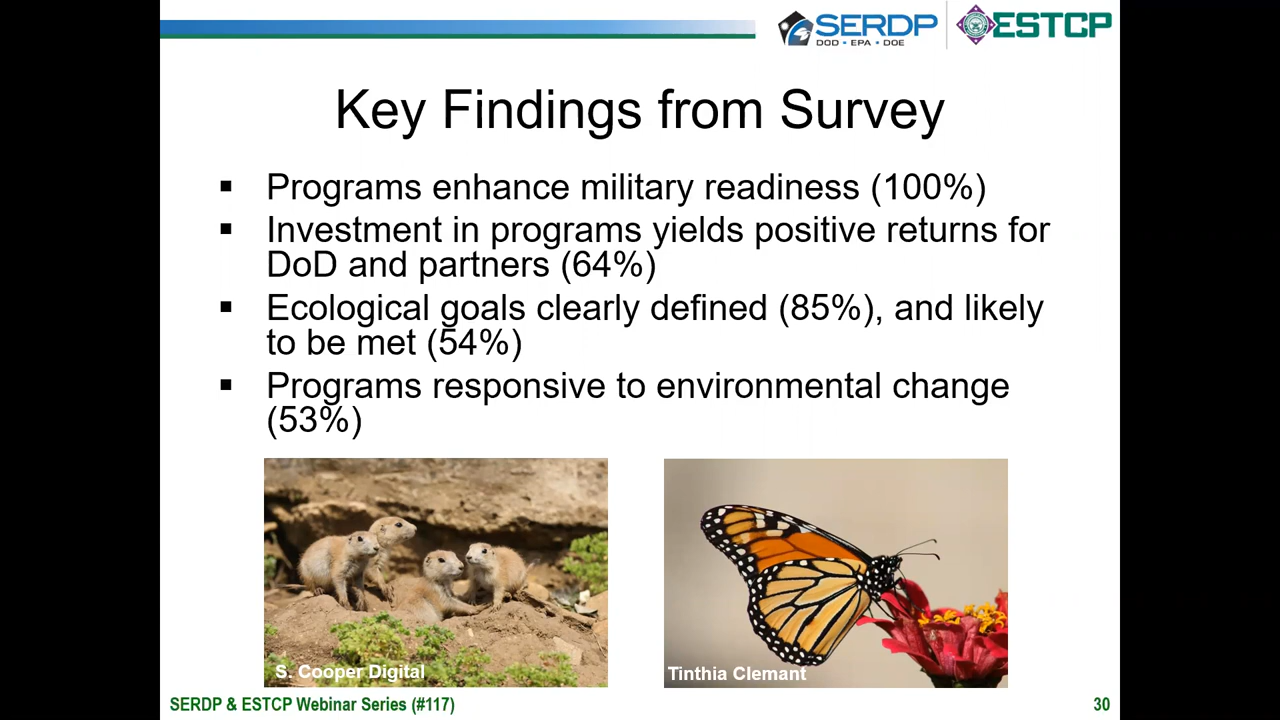 SERDP
DOD • EPA • DOE
ESTCP
Key Findings from Survey
▪ Programs enhance military readiness (100%)
▪ Investment in programs yields positive returns for
DoD and partners (64%)
▪ Ecological goals clearly defined (85%), and likely
to be met (54%)
▪ Programs responsive to environmental change
(53%)
S. Cooper Digital
Tinthia Clemant
SERDP & ESTCP Webinar Series (#117)
30